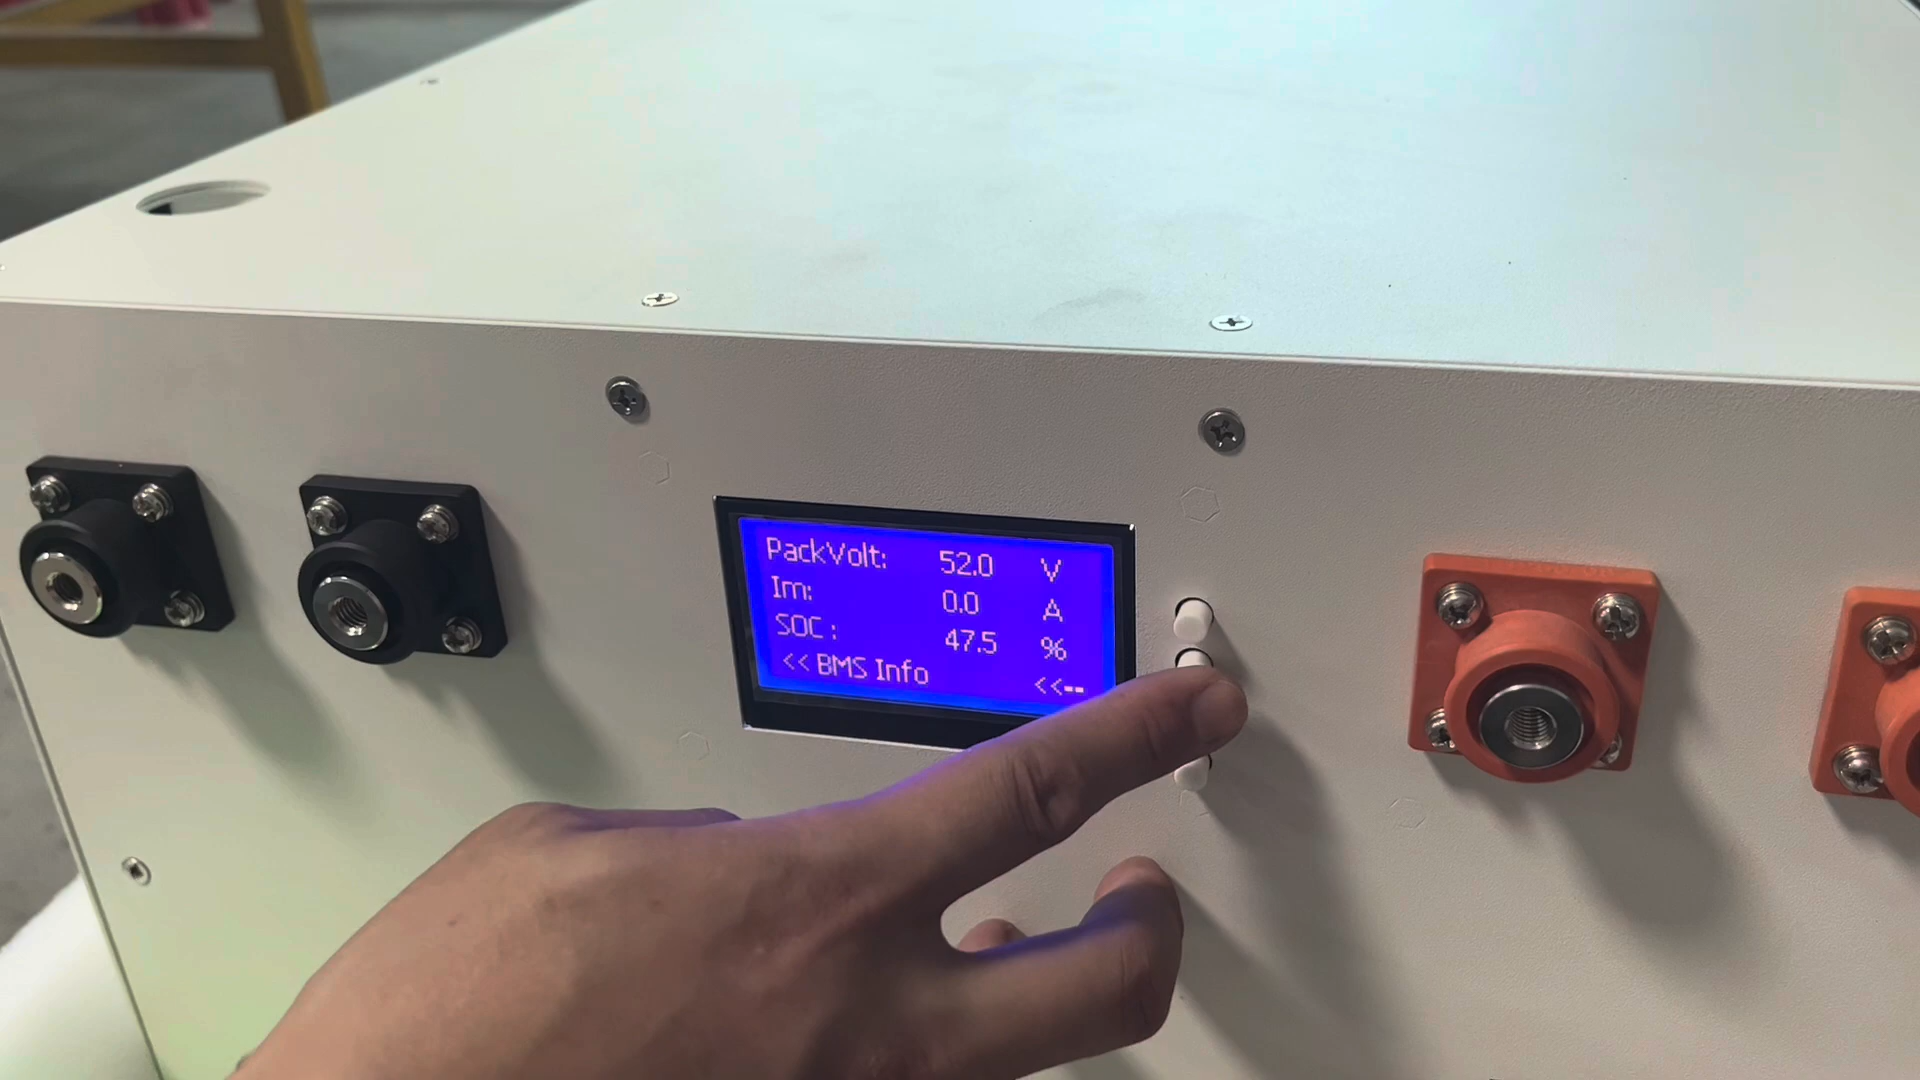 PackVolt: 52.0 V
Im: 0.0 A
SOC : 47.5 %
<< BMS Info <<--